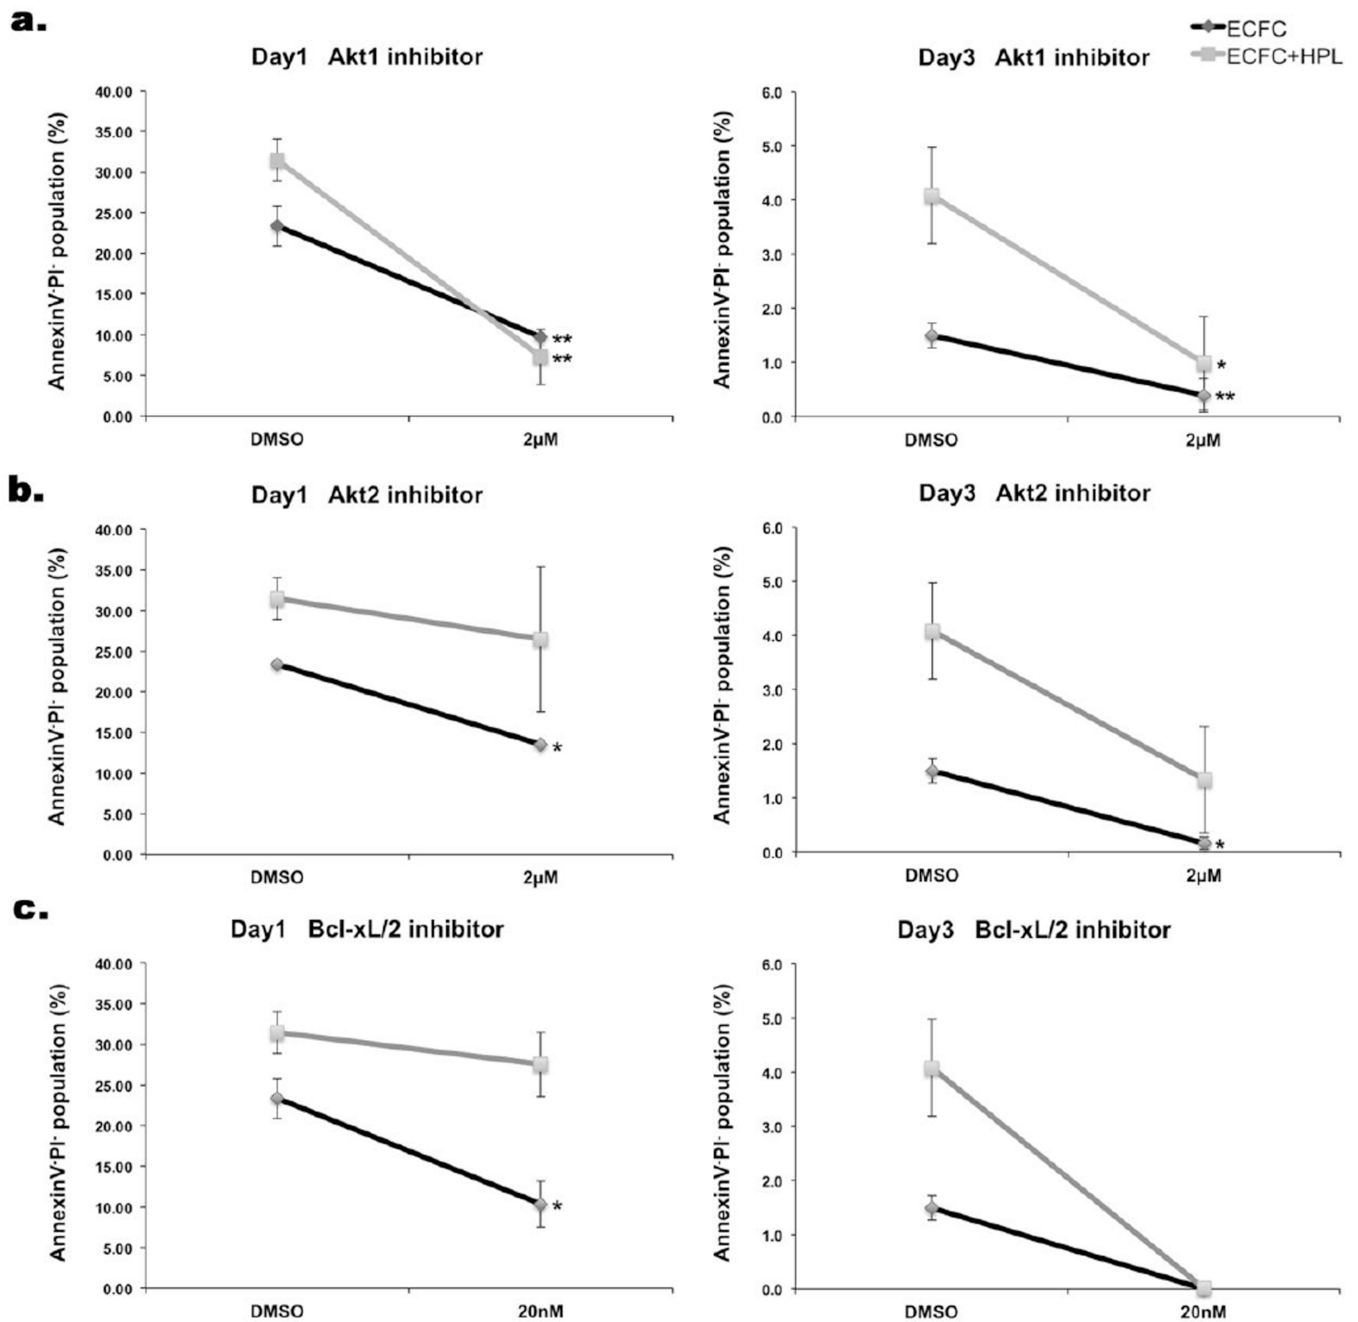 a.
ECFC
ECFC+HPL
Day1 Akt1 inhibitor
AnnexinV-PI- population (%)
40.00
35.00
30.00
25.00
20.00
15.00
10.00
5.00
0.00
**
**
DMSO
2µM
Day3 Akt1 inhibitor
AnnexinV-PI- population (%)
6.0
5.0
4.0
3.0
2.0
1.0
0.0
*
**
DMSO
2µM
b.
Day1 Akt2 inhibitor
AnnexinV-PI- population (%)
40.00
35.00
30.00
25.00
20.00
15.00
10.00
5.00
0.00
*
DMSO
2µM
Day3 Akt2 inhibitor
AnnexinV-PI- population (%)
6.0
5.0
4.0
3.0
2.0
1.0
0.0
*
DMSO
2µM
c.
Day1 Bcl-xL/2 inhibitor
AnnexinV-PI- population (%)
40.00
35.00
30.00
25.00
20.00
15.00
10.00
5.00
0.00
*
DMSO
20nM
Day3 Bcl-xL/2 inhibitor
AnnexinV-PI- population (%)
6.0
5.0
4.0
3.0
2.0
1.0
0.0
DMSO
20nM